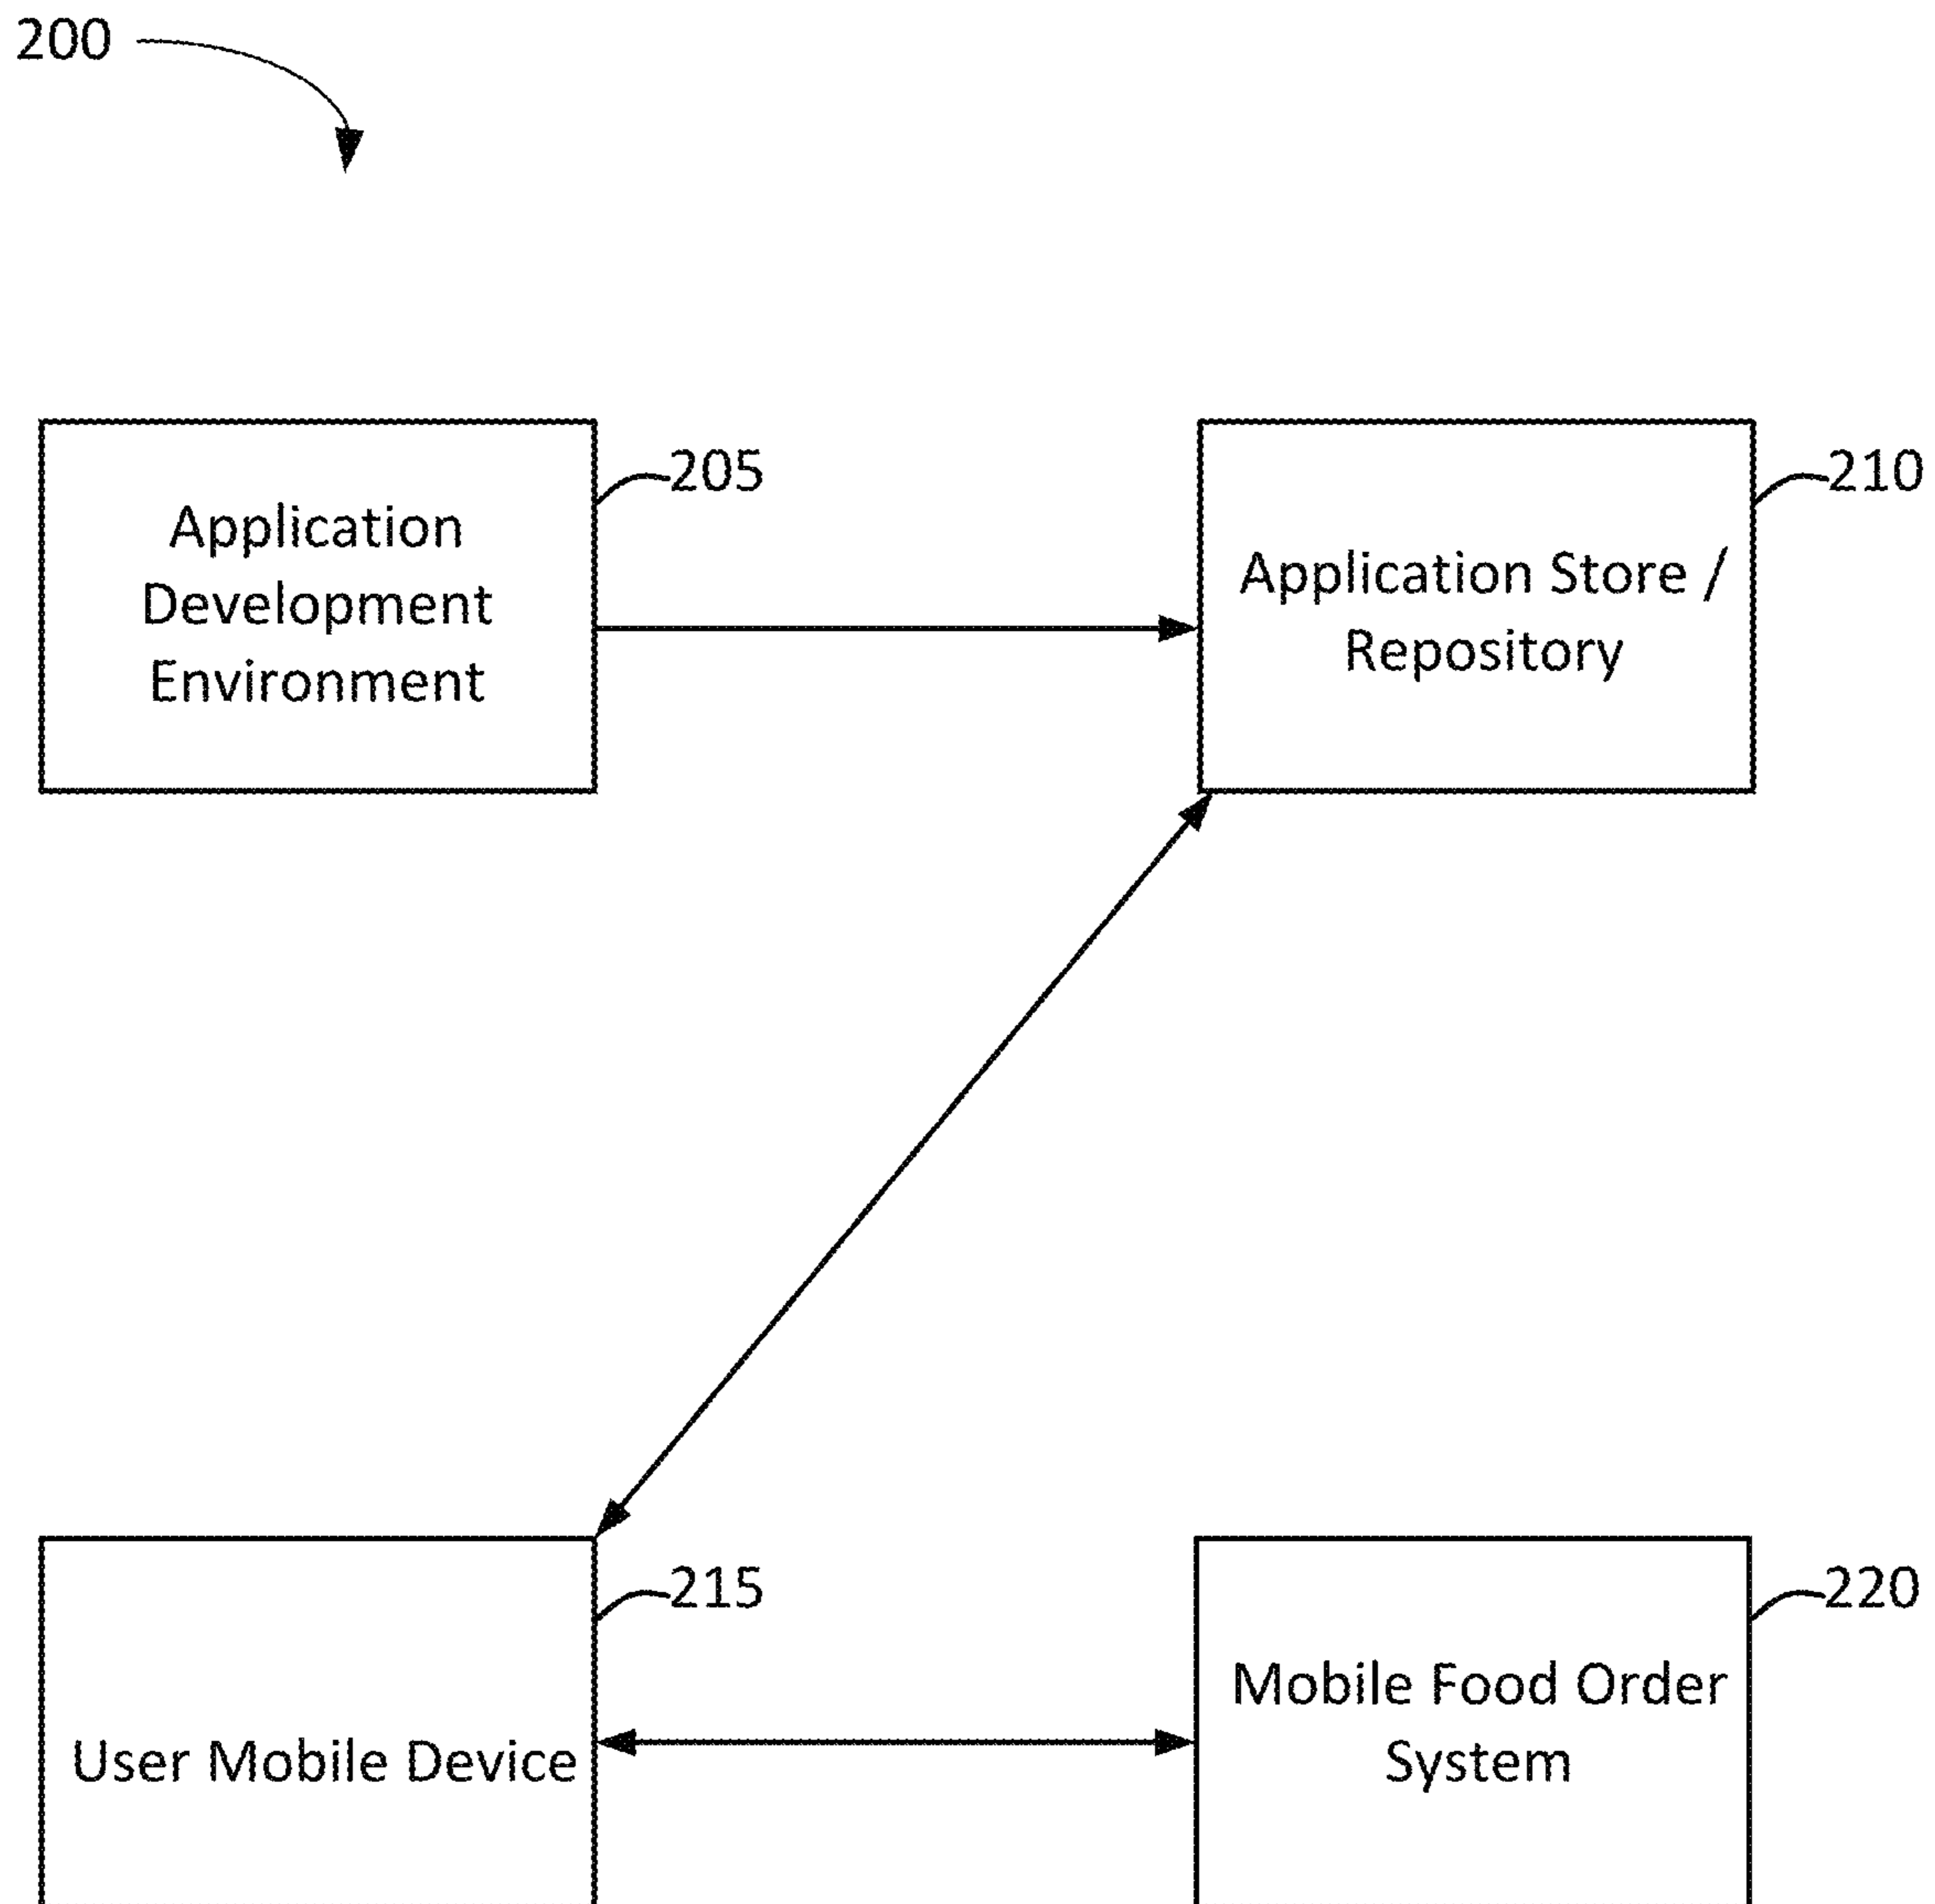 200
205
Application
Development
Environment
210
Application Store /
Repository
215
User Mobile Device
220
Mobile Food Order
System